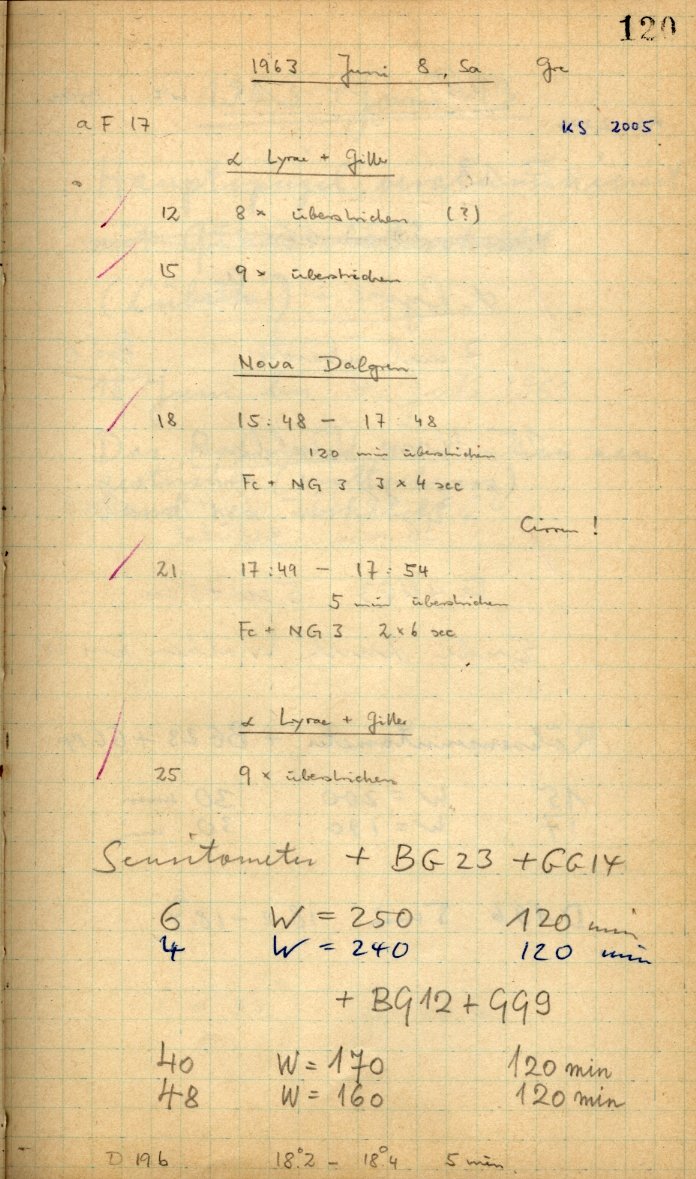 120
1963 Juni 8, Sa Gre
a F 17 KS 2005
α Lyrae + Gitter
12 8 × überstrichen (?)
15 9 × überstrichen
Nova Dalgren
18 15:48 – 17 48
120 min überstrichen
Fc + NG 3 3 × 4 sec
Cirren !
21 17:49 – 17:54
5 min überstrichen
Fc + NG 3 2 × 6 sec
α Lyrae + Gitter
25 9 × überstrichen
Sensitometer + BG 23 + GG 14
6 W = 250 120 min
4 W = 240 120 min
+ BG 12 + GG 9
40 W = 170 120 min
48 W = 160 120 min
D 196 18°.2 – 18°.4 5 min